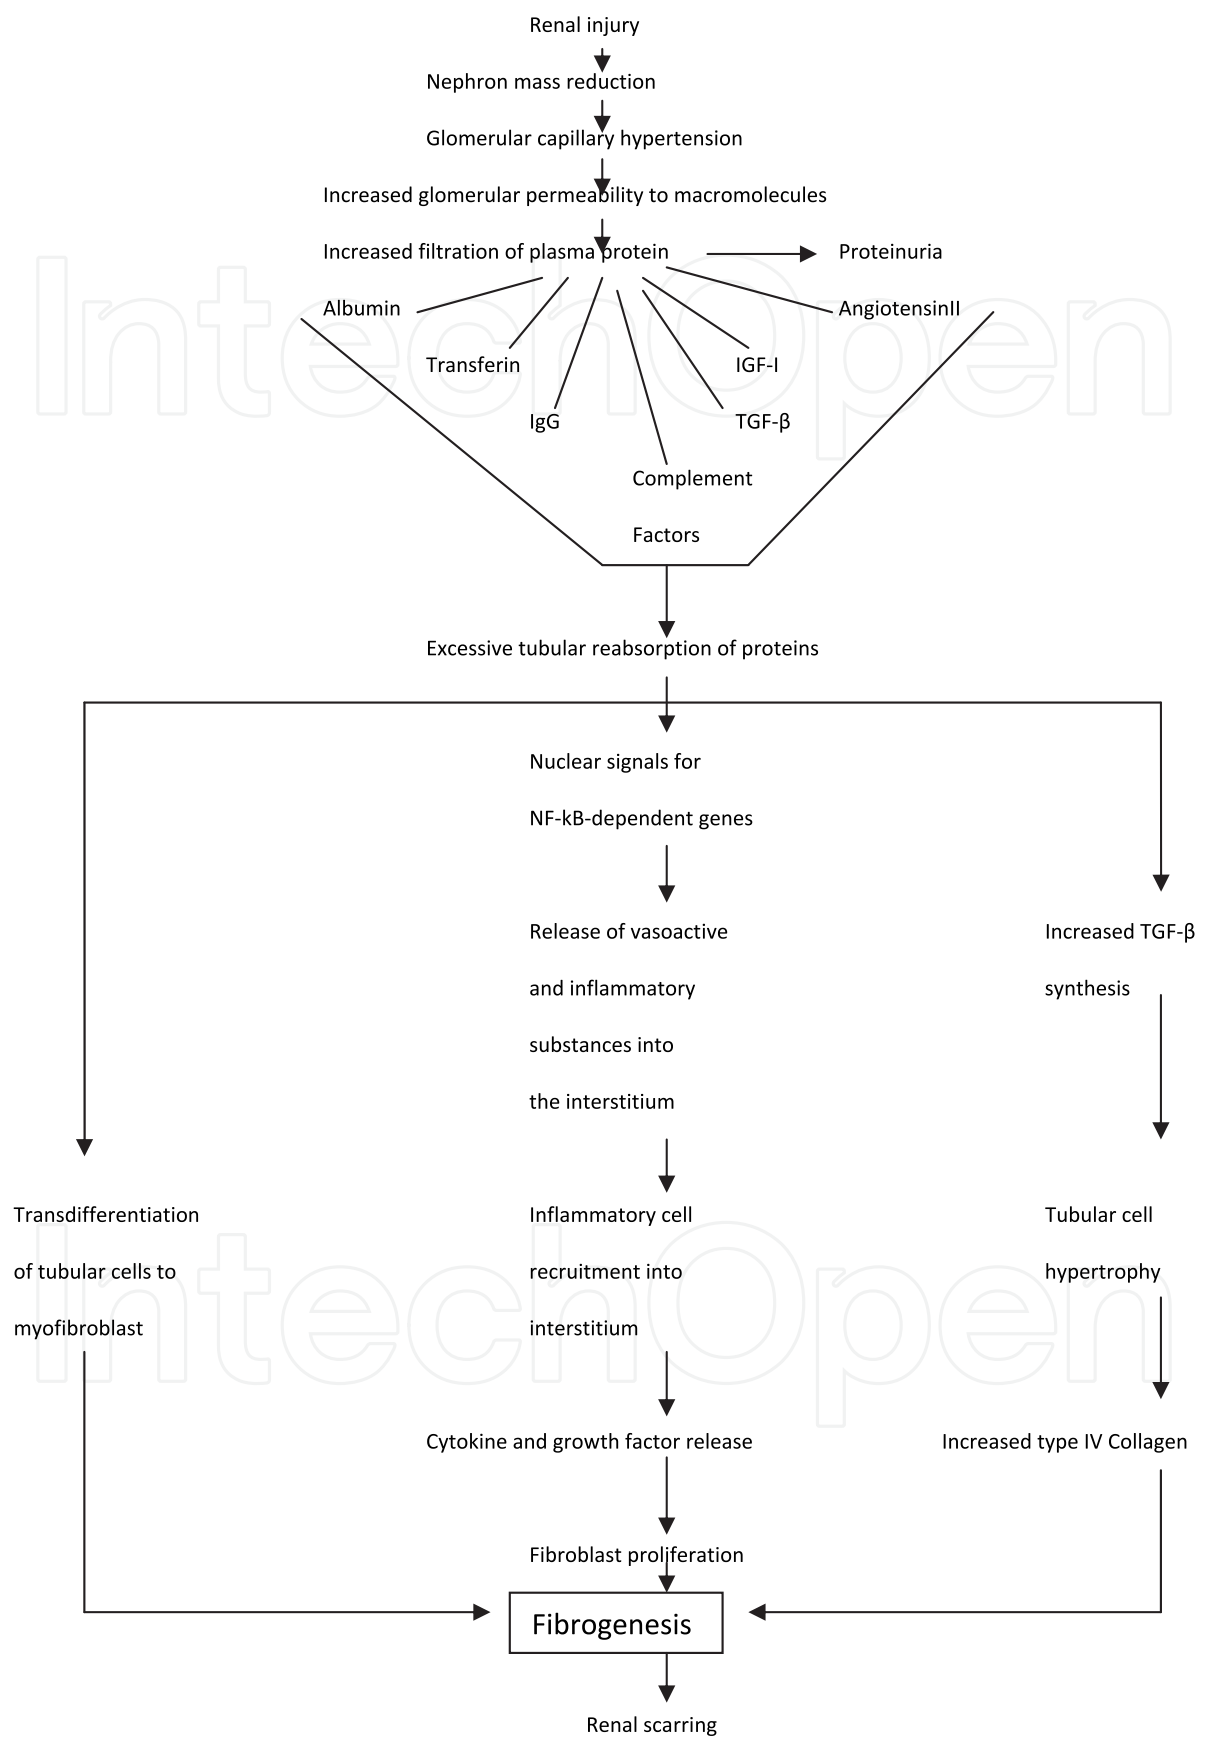 Renal injury
Nephron mass reduction
Glomerular capillary hypertension
Increased glomerular permeability to macromolecules
Increased filtration of plasma protein
Proteinuria
Albumin
AngiotensinII
Transferin
IGF-I
IgG
TGF-β
Complement
Factors
Excessive tubular reabsorption of proteins
Nuclear signals for
NF-kB-dependent genes
Release of vasoactive
and inflammatory
substances into
the interstitium
Increased TGF-β
synthesis
Transdifferentiation
of tubular cells to
myofibroblast
Inflammatory cell
recruitment into
interstitium
Tubular cell
hypertrophy
Cytokine and growth factor release
Increased type IV Collagen
Fibroblast proliferation
Fibrogenesis
Renal scarring
IntechOpen
IntechOpen